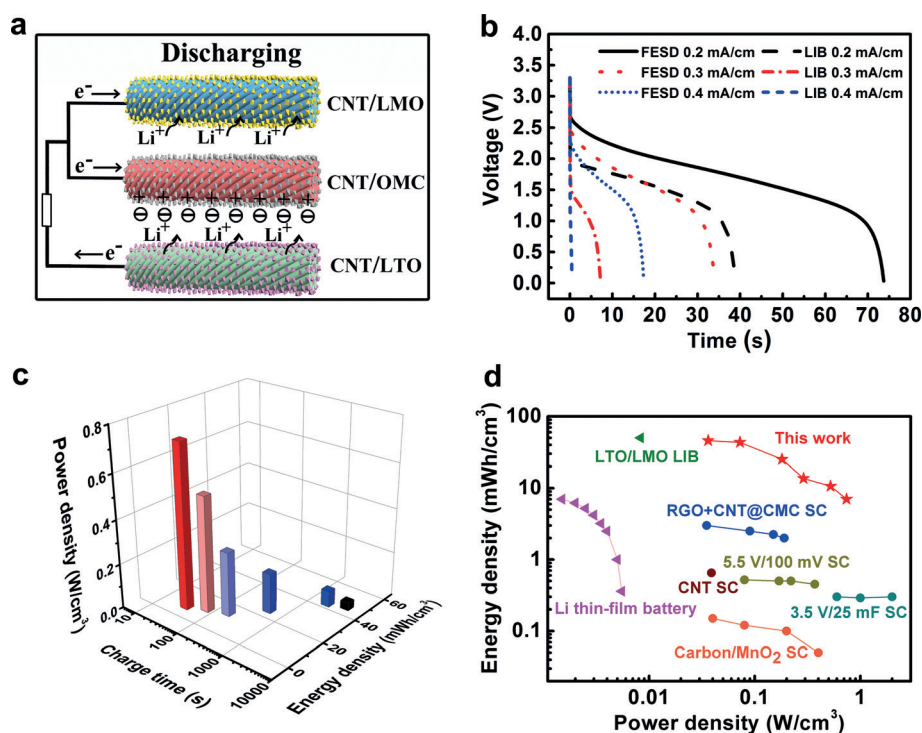 a
Discharging
e-
CNT/LMO
Li+ Li+ Li+
e-
CNT/OMC
+ + + + + + + +
⊖ ⊖ ⊖ ⊖ ⊖ ⊖ ⊖
Li+ Li+ Li+
e-
CNT/LTO
b
FESD 0.2 mA/cm LIB 0.2 mA/cm
FESD 0.3 mA/cm LIB 0.3 mA/cm
FESD 0.4 mA/cm LIB 0.4 mA/cm
Voltage (V)
4.0
3.5
3.0
2.5
2.0
1.5
1.0
0.5
0.0
0 10 20 30 40 50 60 70 80
Time (s)
c
Power density (W/cm3)
0.8
0.6
0.4
0.2
0.0
10
100
1000
10000
Charge time (s)
0
20
40
60
Energy density (mWh/cm3)
d
Energy density (mWh/cm3)
100
10
1
0.1
This work
LTO/LMO LIB
RGO+CNT@CMC SC
5.5 V/100 mV SC
CNT SC
Li thin-film battery
3.5 V/25 mF SC
Carbon/MnO2 SC
0.01 0.1 1
Power density (W/cm3)